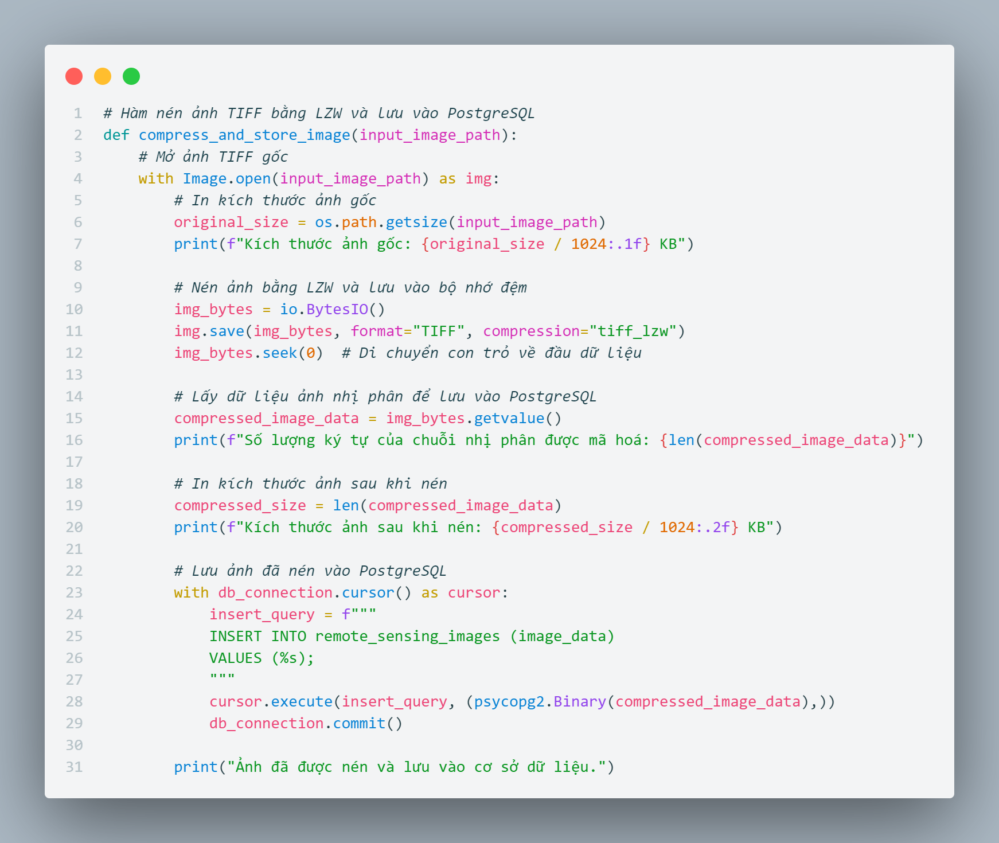 1 # Hàm nén ảnh TIFF bằng LZW và lưu vào PostgreSQL
2 def compress_and_store_image(input_image_path):
3     # Mở ảnh TIFF gốc
4     with Image.open(input_image_path) as img:
5         # In kích thước ảnh gốc
6         original_size = os.path.getsize(input_image_path)
7         print(f"Kích thước ảnh gốc: {original_size / 1024:.1f} KB")
8
9         # Nén ảnh bằng LZW và lưu vào bộ nhớ đệm
10         img_bytes = io.BytesIO()
11         img.save(img_bytes, format="TIFF", compression="tiff_lzw")
12         img_bytes.seek(0)  # Di chuyển con trỏ về đầu dữ liệu
13
14         # Lấy dữ liệu ảnh nhị phân để lưu vào PostgreSQL
15         compressed_image_data = img_bytes.getvalue()
16         print(f"Số lượng ký tự của chuỗi nhị phân được mã hoá: {len(compressed_image_data)}")
17
18         # In kích thước ảnh sau khi nén
19         compressed_size = len(compressed_image_data)
20         print(f"Kích thước ảnh sau khi nén: {compressed_size / 1024:.2f} KB")
21
22         # Lưu ảnh đã nén vào PostgreSQL
23         with db_connection.cursor() as cursor:
24             insert_query = f"""
25             INSERT INTO remote_sensing_images (image_data)
26             VALUES (%s);
27             """
28             cursor.execute(insert_query, (psycopg2.Binary(compressed_image_data),))
29             db_connection.commit()
30
31         print("Ảnh đã được nén và lưu vào cơ sở dữ liệu.")